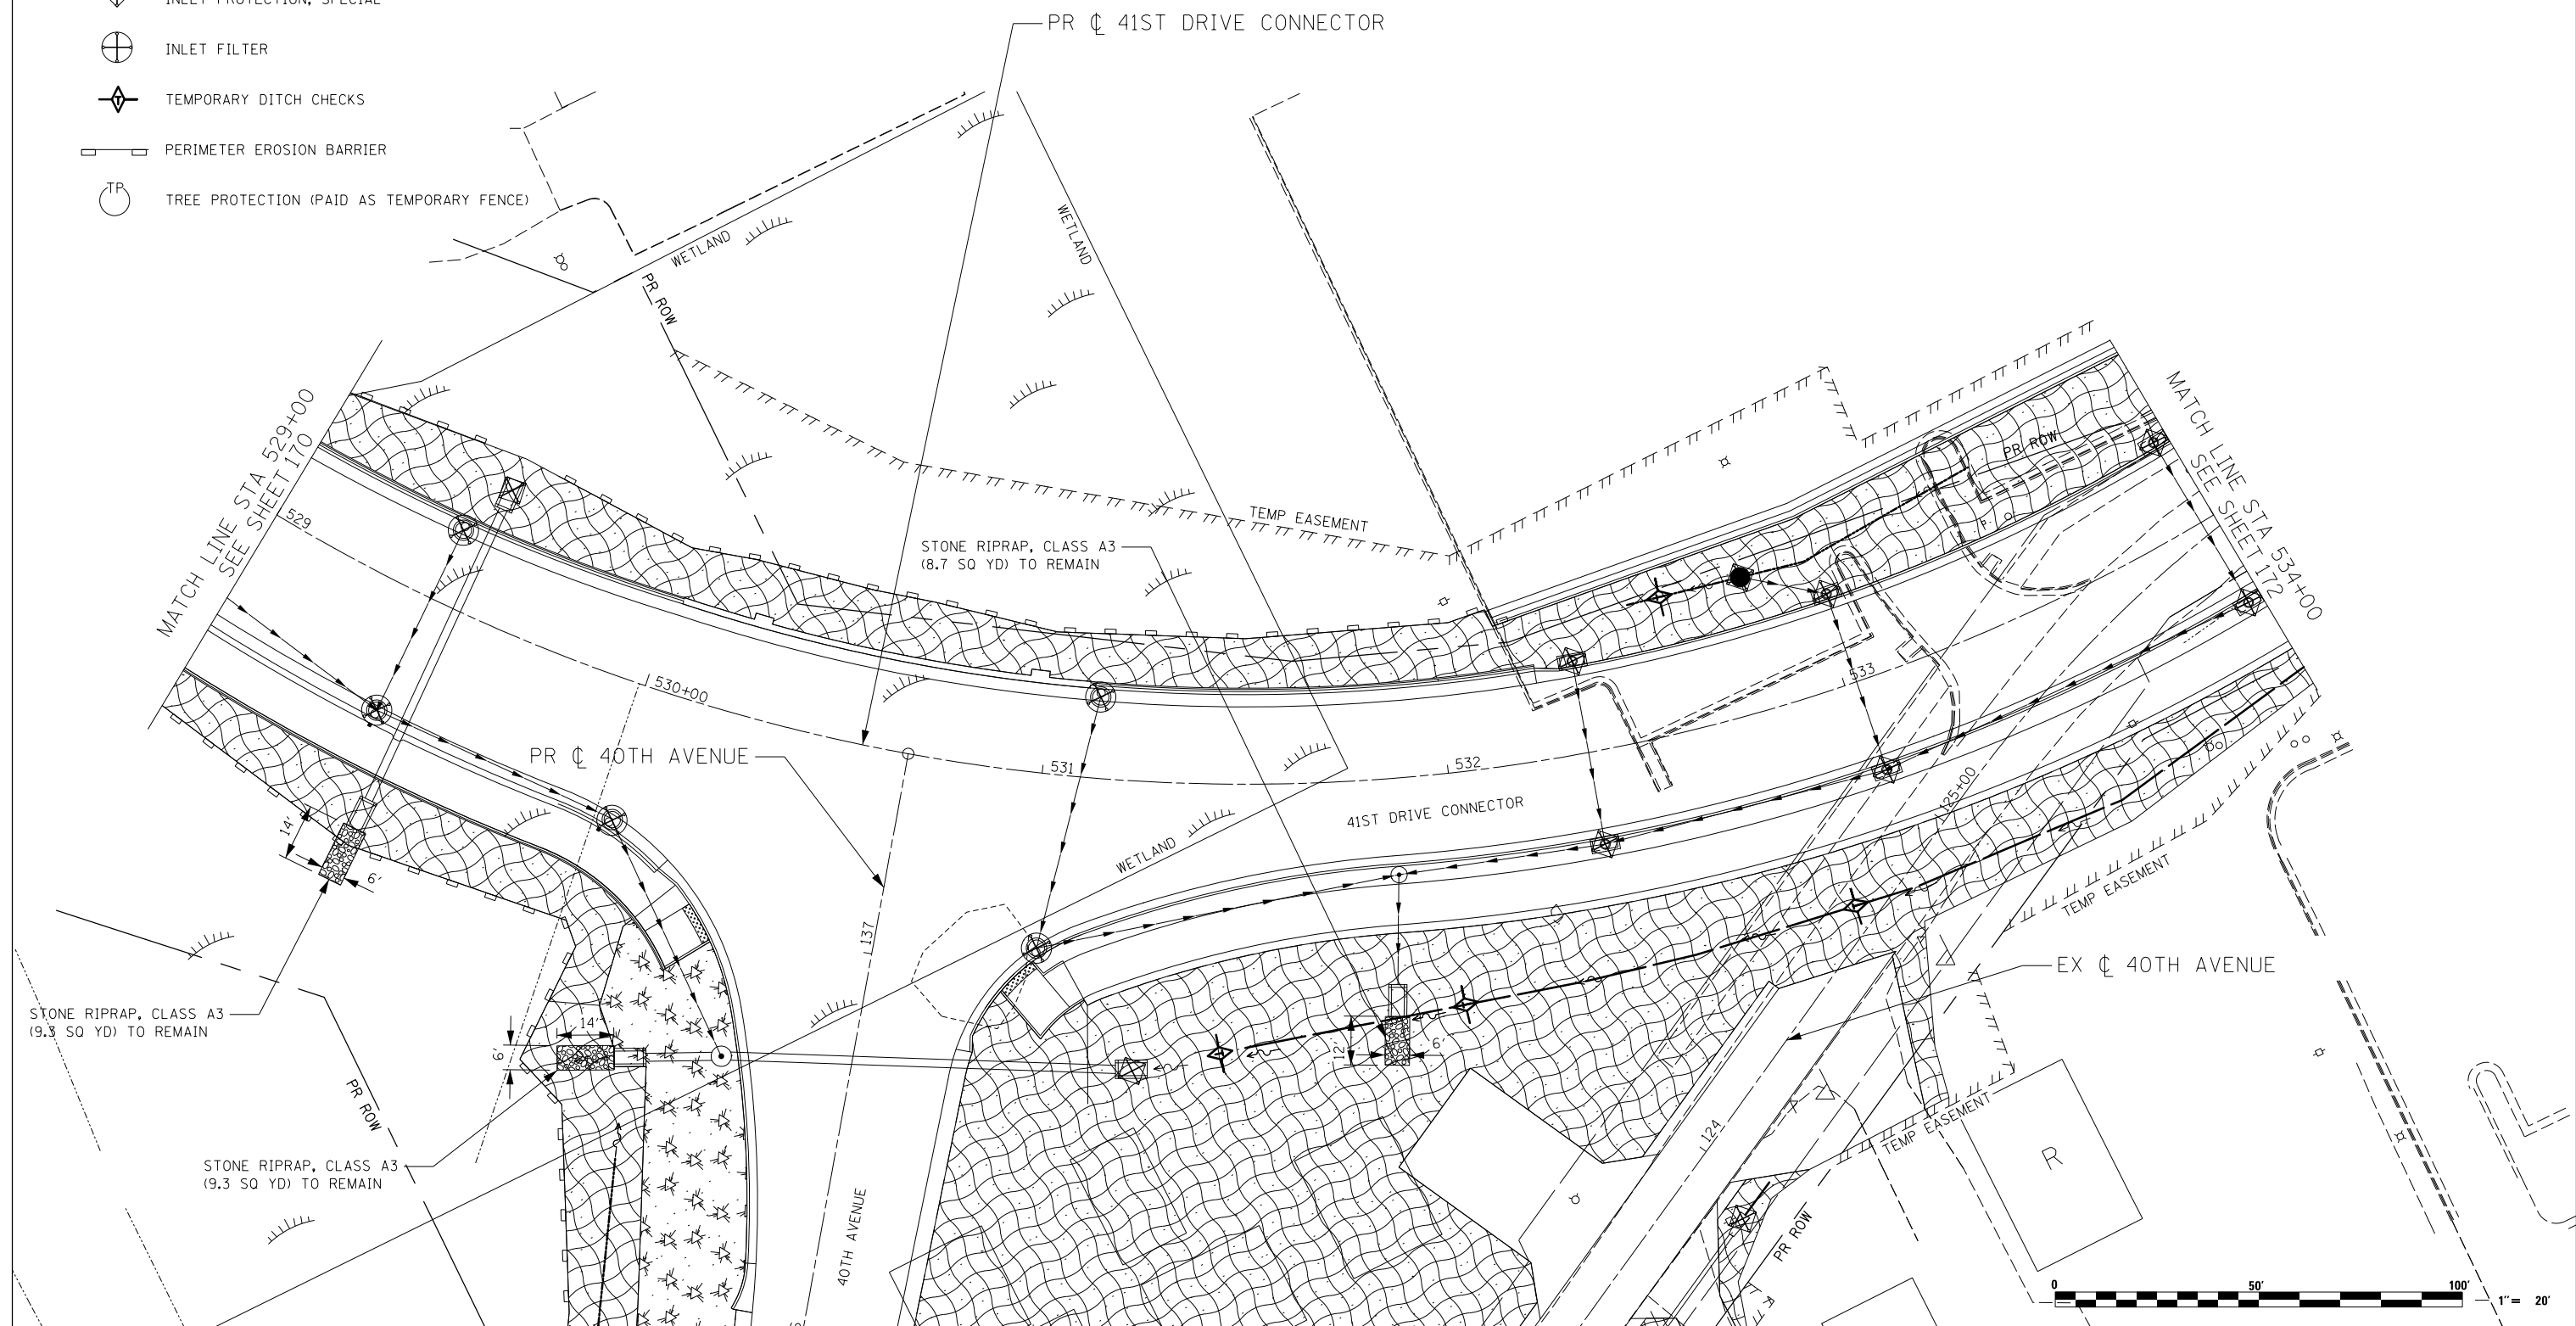 INLET PROTECTION, SPECIAL
INLET FILTER
T
TEMPORARY DITCH CHECKS
PERIMETER EROSION BARRIER
TP
TREE PROTECTION (PAID AS TEMPORARY FENCE)
PR ℄ 41ST DRIVE CONNECTOR
WETLAND
WETLAND
PR ROW
MATCH LINE STA 529+00
SEE SHEET 170
529
TEMP EASEMENT
STONE RIPRAP, CLASS A3
(8.7 SQ YD) TO REMAIN
PR ROW
MATCH LINE STA 534+00
SEE SHEET 172
530+00
PR ℄ 40TH AVENUE
531
532
533
41ST DRIVE CONNECTOR
125+00
WETLAND
14'
6'
137
TEMP EASEMENT
EX ℄ 40TH AVENUE
STONE RIPRAP, CLASS A3
(9.3 SQ YD) TO REMAIN
14'
6'
12'
6'
PR ROW
STONE RIPRAP, CLASS A3
(9.3 SQ YD) TO REMAIN
124
TEMP EASEMENT
R
40TH AVENUE
PR ROW
0
50'
100'
1"= 20'